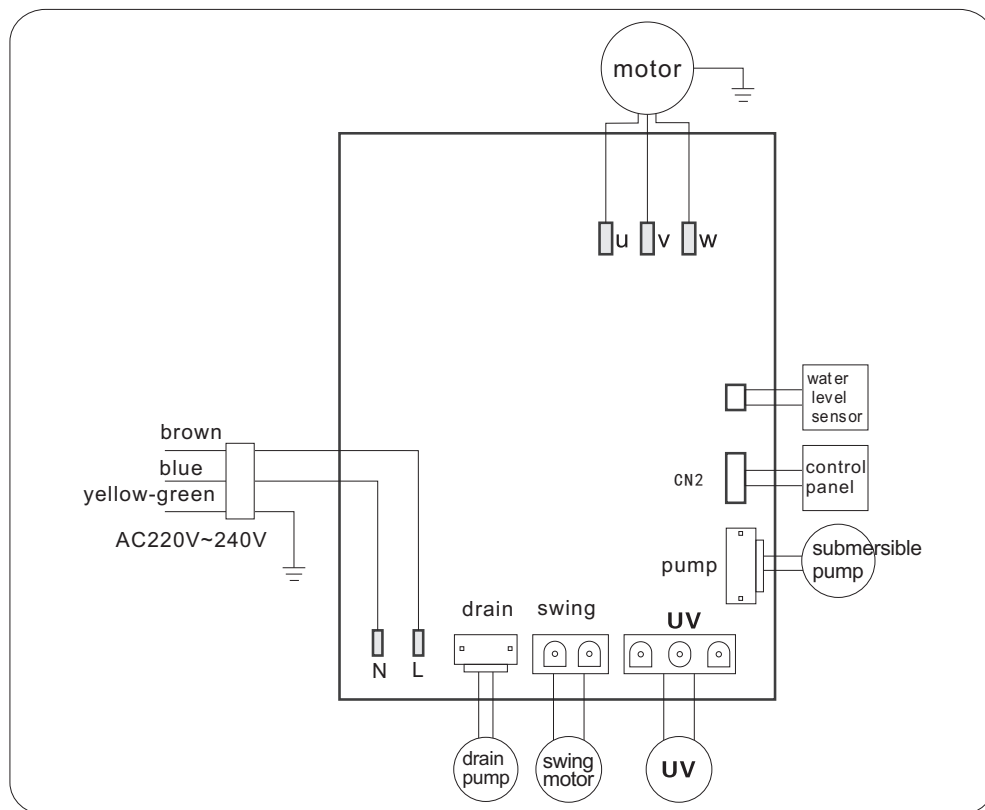 motor
u v w
water
level
sensor
brown
blue
yellow-green
AC220V~240V
CN2
control
panel
pump
submersible
pump
drain
swing
UV
N
L
drain
pump
swing
motor
UV